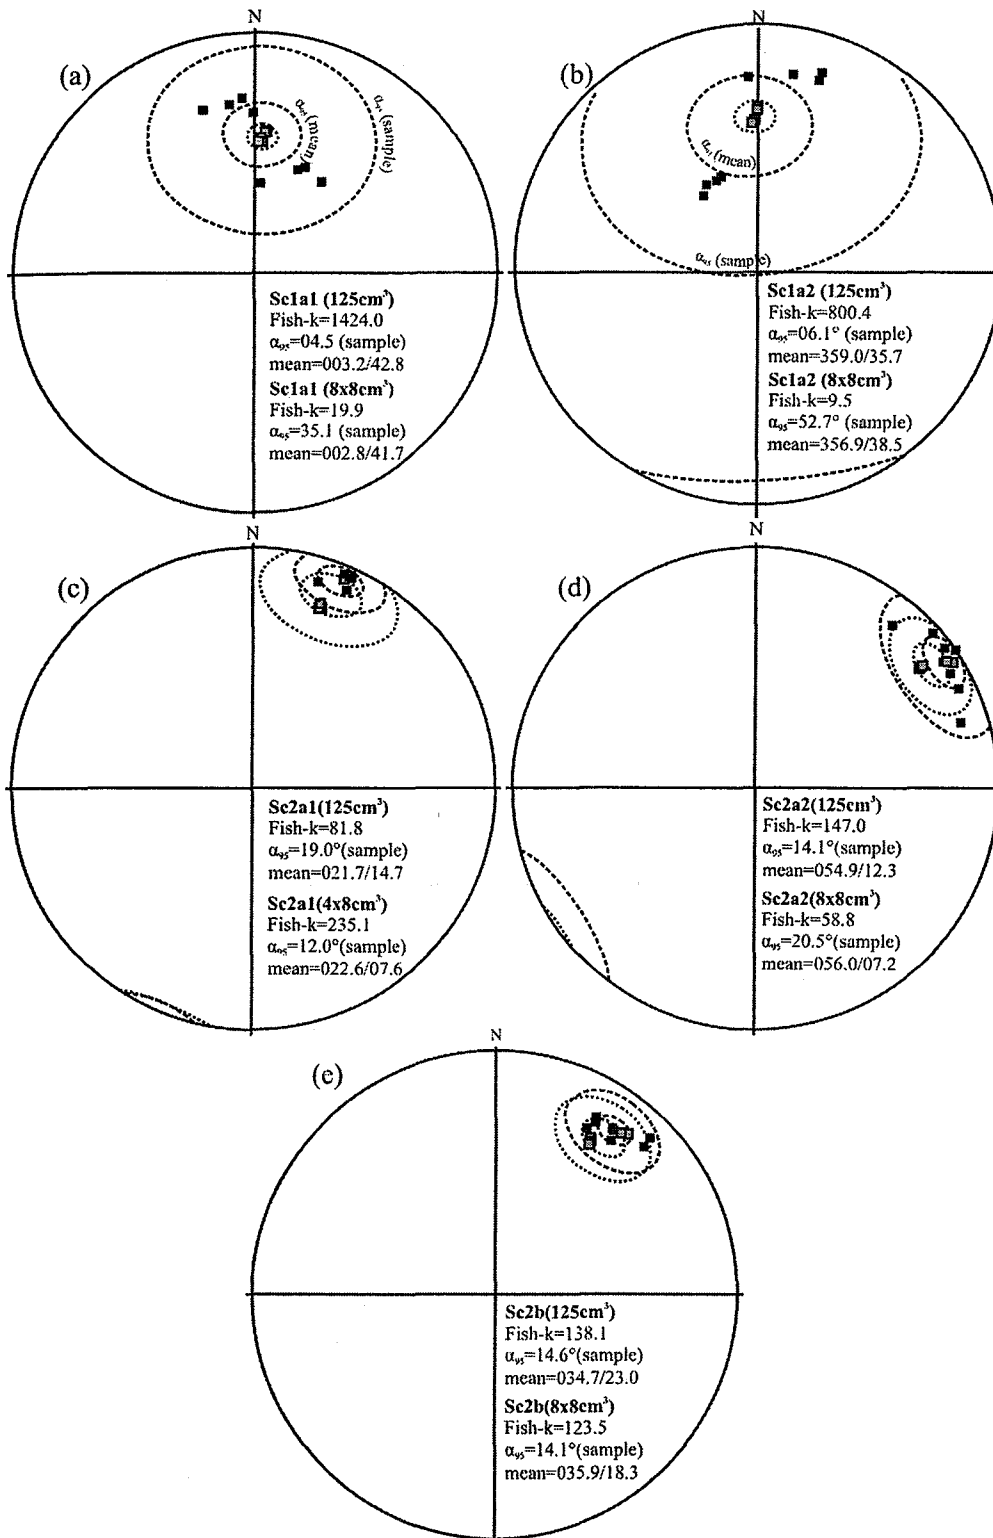 N
(a)
α₉₅ (mean)
α₉₅ (sample)
Sc1a1 (125cm³)
Fish-k=1424.0
α₉₅=04.5 (sample)
mean=003.2/42.8
Sc1a1 (8x8cm³)
Fish-k=19.9
α₉₅=35.1 (sample)
mean=002.8/41.7
N
(b)
α₉₅ (mean)
α₉₅ (sample)
Sc1a2 (125cm³)
Fish-k=800.4
α₉₅=06.1° (sample)
mean=359.0/35.7
Sc1a2 (8x8cm³)
Fish-k=9.5
α₉₅=52.7° (sample)
mean=356.9/38.5
N
(c)
Sc2a1(125cm³)
Fish-k=81.8
α₉₅=19.0°(sample)
mean=021.7/14.7
Sc2a1(4x8cm³)
Fish-k=235.1
α₉₅=12.0°(sample)
mean=022.6/07.6
N
(d)
Sc2a2(125cm³)
Fish-k=147.0
α₉₅=14.1°(sample)
mean=054.9/12.3
Sc2a2(8x8cm³)
Fish-k=58.8
α₉₅=20.5°(sample)
mean=056.0/07.2
N
(e)
Sc2b(125cm³)
Fish-k=138.1
α₉₅=14.6°(sample)
mean=034.7/23.0
Sc2b(8x8cm³)
Fish-k=123.5
α₉₅=14.1°(sample)
mean=035.9/18.3